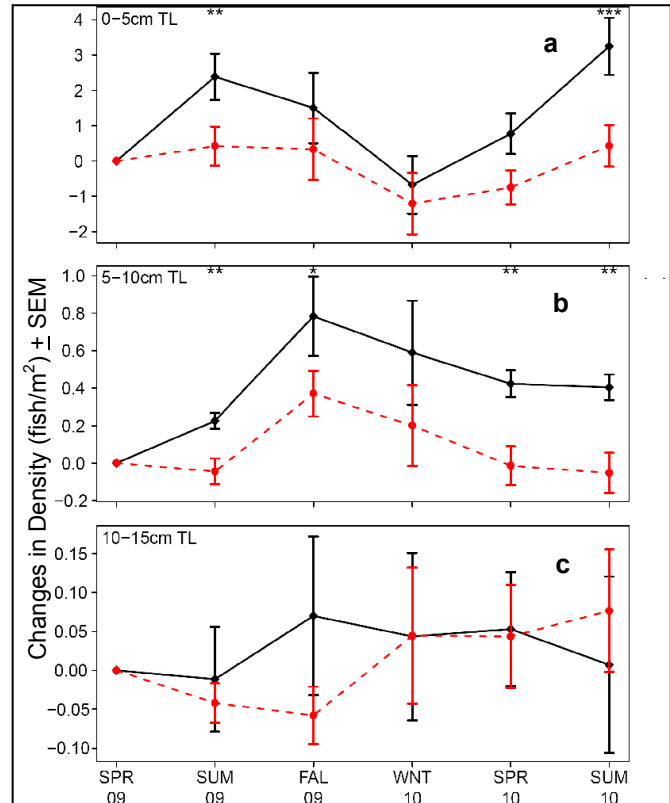 Changes in Density (fish/m²) ± SEM
0−5cm TL
**
***
a
4
3
2
1
0
−1
−2
5−10cm TL
**
*
**
**
b
1.0
0.8
0.6
0.4
0.2
0.0
−0.2
10−15cm TL
c
0.15
0.10
0.05
0.00
−0.05
−0.10
SPR SUM FAL WNT SPR SUM
09 09 09 10 10 10